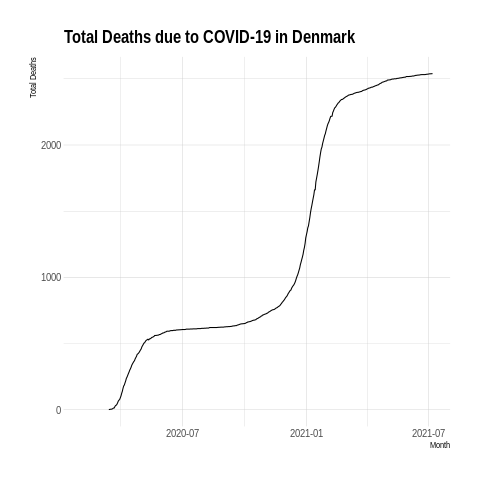 Total Deaths due to COVID-19 in Denmark
Total Deaths
2000
1000
0
2020-07
2021-01
2021-07
Month